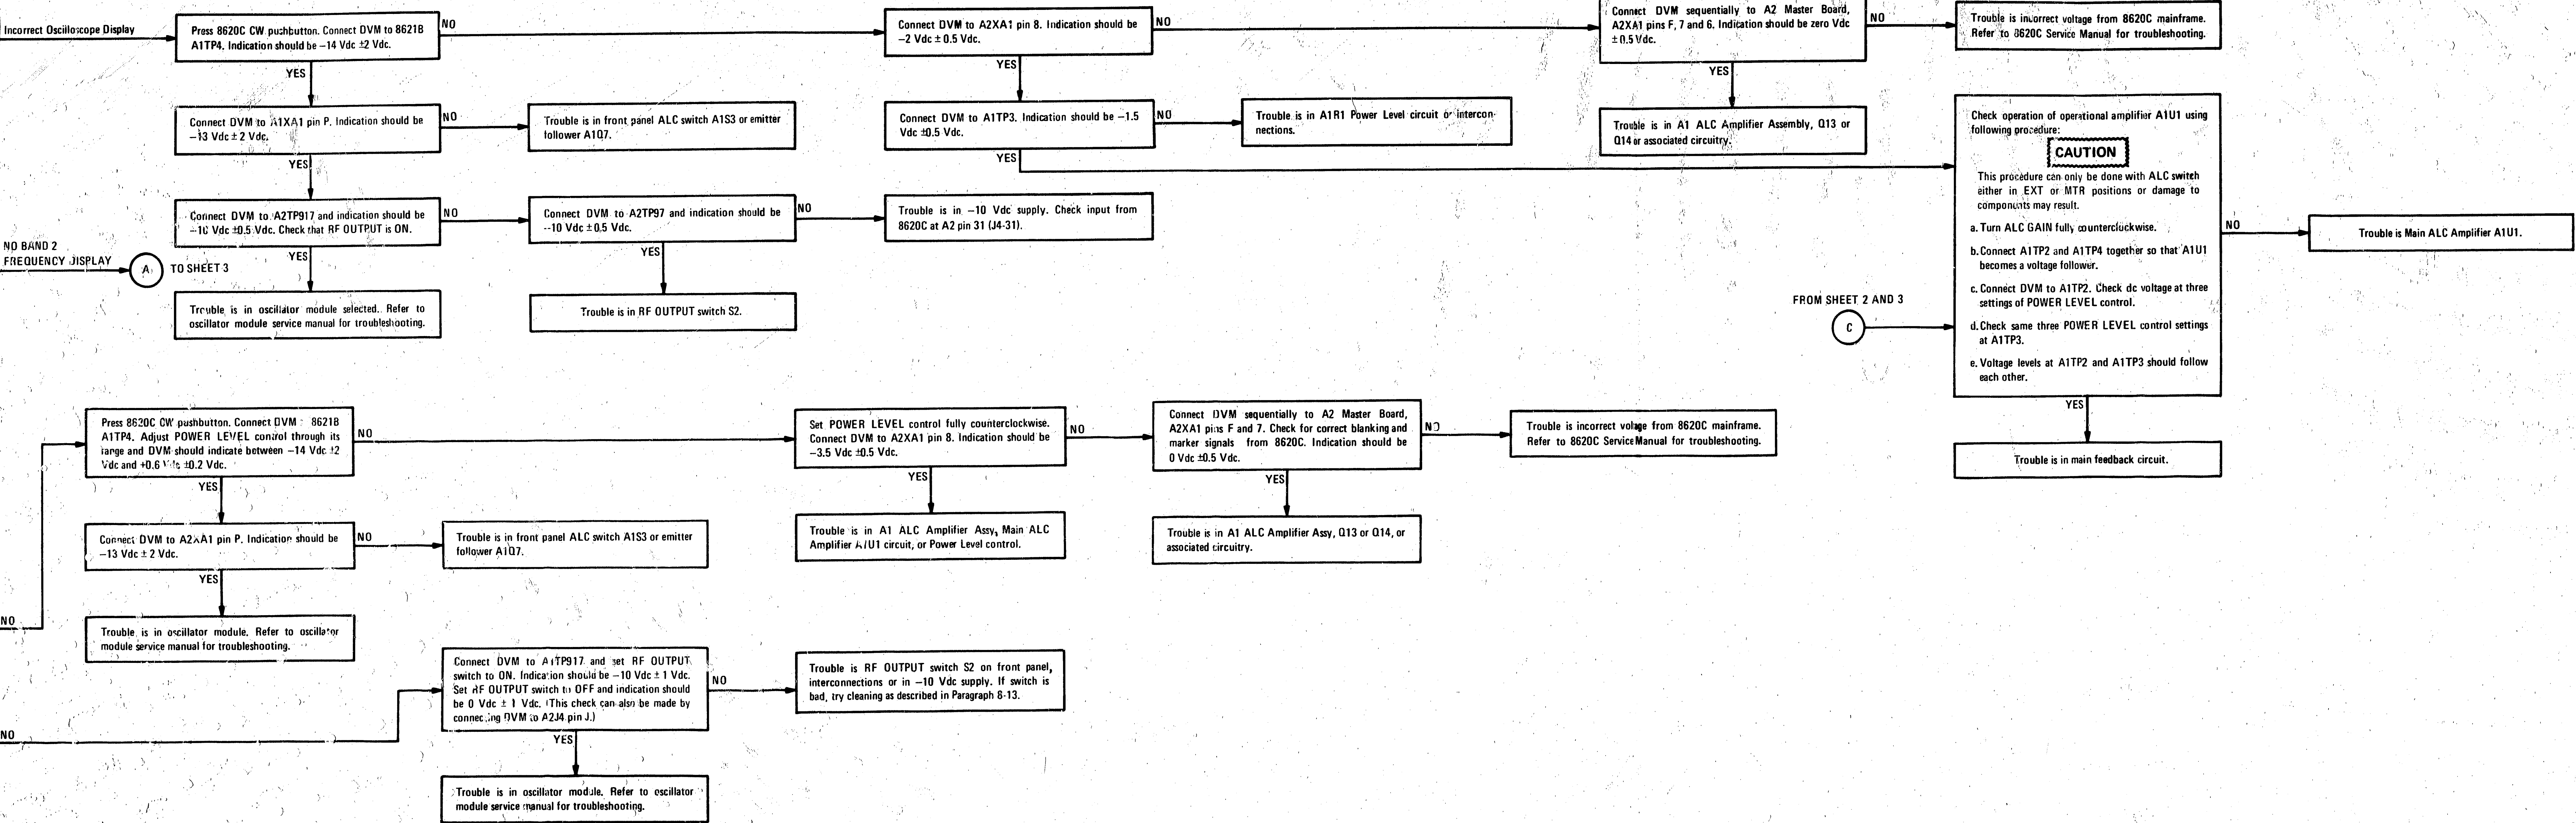 Incorrect Oscilloscope Display
Press 8620C CW pushbutton. Connect DVM to 8621B
A1TP4. Indication should be −14 Vdc ±2 Vdc.
NO
YES
Connect DVM to A2XA1 pin 8. Indication should be
−2 Vdc ± 0.5 Vdc.
NO
YES
Connect DVM sequentially to A2 Master Board,
A2XA1 pins F, 7 and 6. Indication should be zero Vdc
± 0.5 Vdc.
NO
YES
Trouble is incorrect voltage from 8620C mainframe.
Refer to 8620C Service Manual for troubleshooting.
Connect DVM to A1XA1 pin P. Indication should be
−13 Vdc ± 2 Vdc.
NO
YES
Trouble is in front panel ALC switch A1S3 or emitter
follower A1Q7.
Connect DVM to A1TP3. Indication should be −1.5
Vdc ±0.5 Vdc.
NO
YES
Trouble is in A1R1 Power Level circuit or intercon-
nections.
Trouble is in A1 ALC Amplifier Assembly, Q13 or
Q14 or associated circuitry.
Check operation of operational amplifier A1U1 using
following procedure:
CAUTION
This procedure can only be done with ALC switch
either in EXT or MTR positions or damage to
components may result.
a. Turn ALC GAIN fully counterclockwise.
b. Connect A1TP2 and A1TP4 together so that A1U1
becomes a voltage follower.
c. Connect DVM to A1TP2. Check dc voltage at three
settings of POWER LEVEL control.
d. Check same three POWER LEVEL control settings
at A1TP3.
e. Voltage levels at A1TP2 and A1TP3 should follow
each other.
NO
YES
Trouble is Main ALC Amplifier A1U1.
Trouble is in main feedback circuit.
FROM SHEET 2 AND 3
C
Connect DVM to A2TP917 and indication should be
−10 Vdc ±0.5 Vdc. Check that RF OUTPUT is ON.
NO
YES
Connect DVM to A2TP97 and indication should be
--10 Vdc ± 0.5 Vdc.
NO
YES
Trouble is in −10 Vdc supply. Check input from
8620C at A2 pin 31 (J4-31).
NO BAND 2
FREQUENCY DISPLAY
A
TO SHEET 3
Trouble is in oscillator module selected. Refer to
oscillator module service manual for troubleshooting.
Trouble is in RF OUTPUT switch S2.
Press 8620C CW pushbutton. Connect DVM 8621B
A1TP4. Adjust POWER LEVEL control through its
range and DVM should indicate between −14 Vdc ±2
Vdc and +0.6 Vdc ±0.2 Vdc.
NO
YES
Set POWER LEVEL control fully counterclockwise.
Connect DVM to A2XA1 pin 8. Indication should be
−3.5 Vdc ±0.5 Vdc.
NO
YES
Connect DVM sequentially to A2 Master Board,
A2XA1 pins F and 7. Check for correct blanking and
marker signals from 8620C. Indication should be
0 Vdc ±0.5 Vdc.
NO
YES
Trouble is incorrect voltage from 8620C mainframe.
Refer to 8620C Service Manual for troubleshooting.
Connect DVM to A2XA1 pin P. Indication should be
−13 Vdc ± 2 Vdc.
NO
YES
Trouble is in front panel ALC switch A1S3 or emitter
follower A1Q7.
Trouble is in A1 ALC Amplifier Assy, Main ALC
Amplifier A1U1 circuit, or Power Level control.
Trouble is in A1 ALC Amplifier Assy, Q13 or Q14, or
associated circuitry.
NO
Trouble is in oscillator module. Refer to oscillator
module service manual for troubleshooting.
Connect DVM to A1TP917 and set RF OUTPUT
switch to ON. Indication should be −10 Vdc ± 1 Vdc.
Set RF OUTPUT switch to OFF and indication should
be 0 Vdc ± 1 Vdc. (This check can also be made by
connecting DVM to A2J4 pin J.)
NO
YES
Trouble is RF OUTPUT switch S2 on front panel,
interconnections or in −10 Vdc supply. If switch is
bad, try cleaning as described in Paragraph 8-13.
NO
Trouble is in oscillator module. Refer to oscillator
module service manual for troubleshooting.